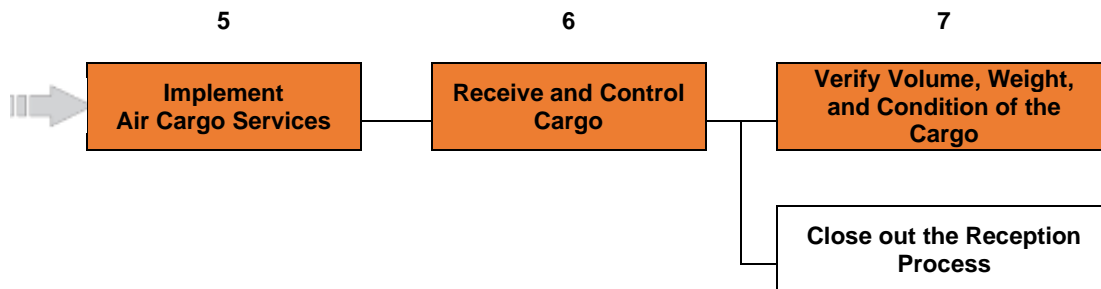 5 6 7
Implement
Air Cargo Services
Receive and Control
Cargo
Verify Volume, Weight,
and Condition of the
Cargo
Close out the Reception
Process